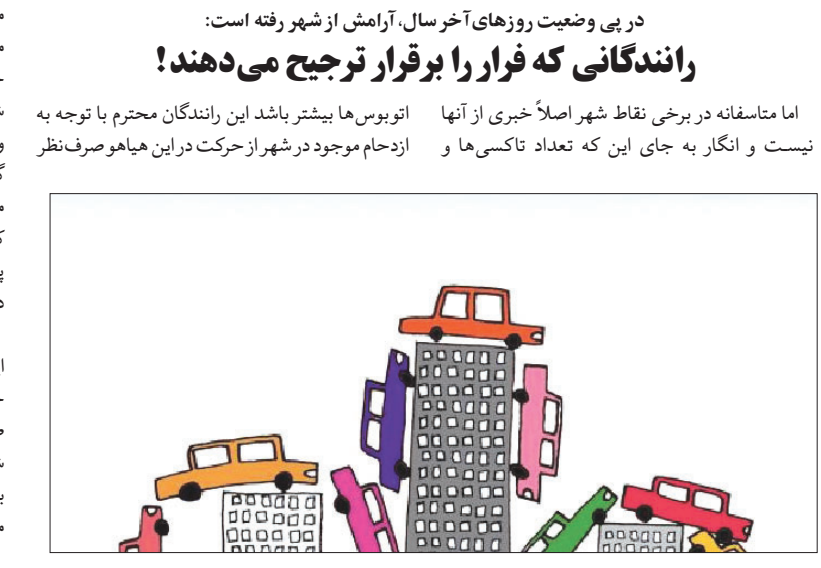 در پی وضعیت روزهای آخر سال، آرامش از شهر رفته است:
رانندگانی که فرار را برقرار ترجیح می‌دهند!
اما متاسفانه در برخی نقاط شهر اصلاً خبری از آنها
نیست و انگار به جای این که تعداد تاکسی‌ها و
اتوبوس‌ها بیشتر باشد این رانندگان محترم با توجه به
ازدحام موجود در شهر از حرکت در این هیاهو صرف‌نظر